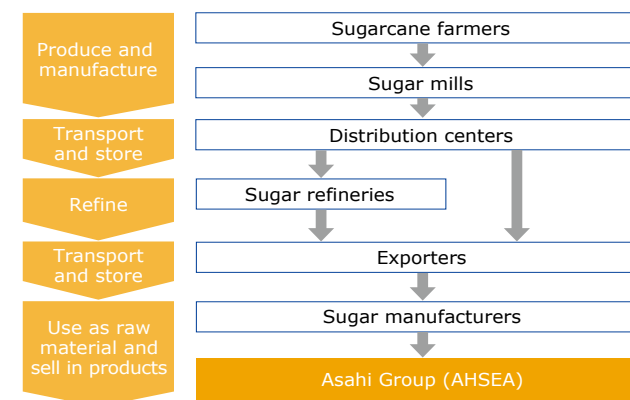 Produce and
manufacture
Sugarcane farmers
Sugar mills
Transport
and store
Distribution centers
Refine
Sugar refineries
Transport
and store
Exporters
Use as raw
material and
sell in products
Sugar manufacturers
Asahi Group (AHSEA)